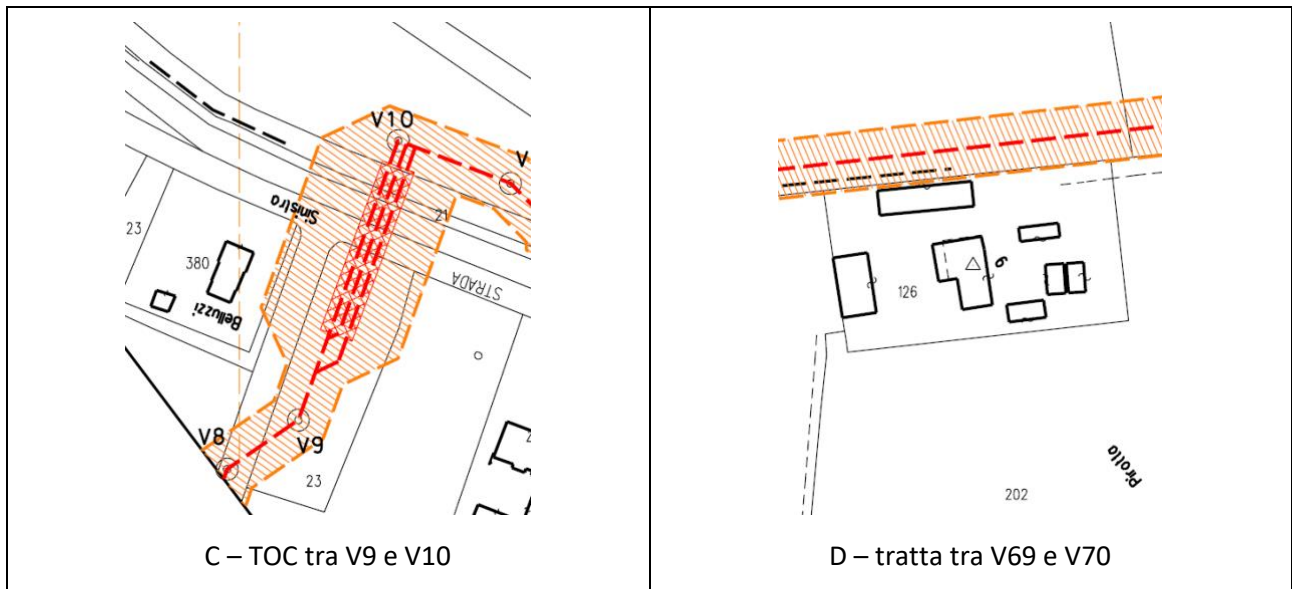 V10
V
Sinistro
21
23
380
STRADA
Belluzzi
V8
V9
23
C – TOC tra V9 e V10
6
126
Pirotta
202
D – tratta tra V69 e V70